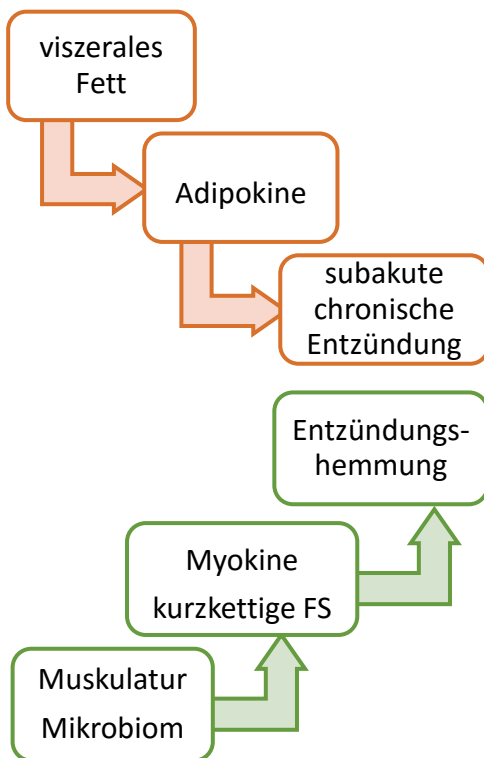 viszerales
Fett
Adipokine
subakute
chronische
Entzündung
Entzündungs-
hemmung
Myokine
kurzkettige FS
Muskulatur
Mikrobiom